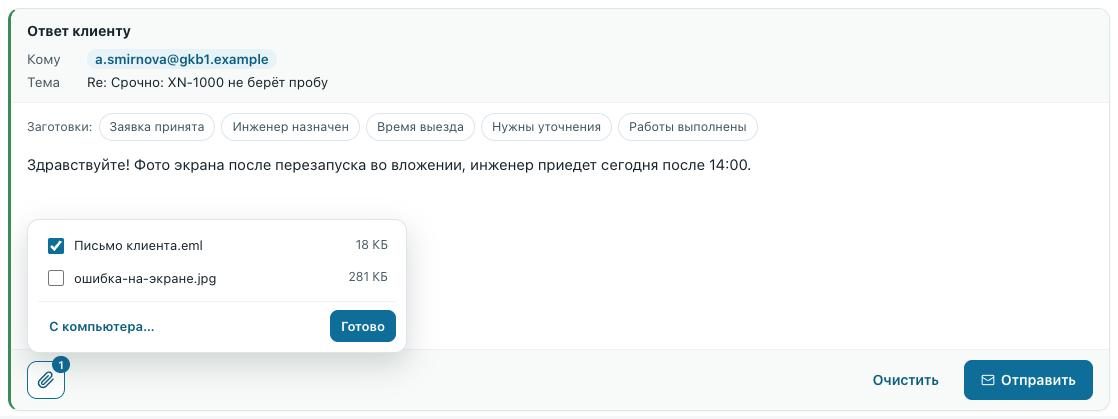 Ответ клиенту
Кому a.smirnova@gkb1.example
Тема Re: Срочно: XN-1000 не берёт пробу
Заготовки: Заявка принята Инженер назначен Время выезда Нужны уточнения Работы выполнены
Здравствуйте! Фото экрана после перезапуска во вложении, инженер приедет сегодня после 14:00.
Письмо клиента.eml 18 КБ
ошибка-на-экране.jpg 281 КБ
С компьютера... Готово
1
Очистить Отправить